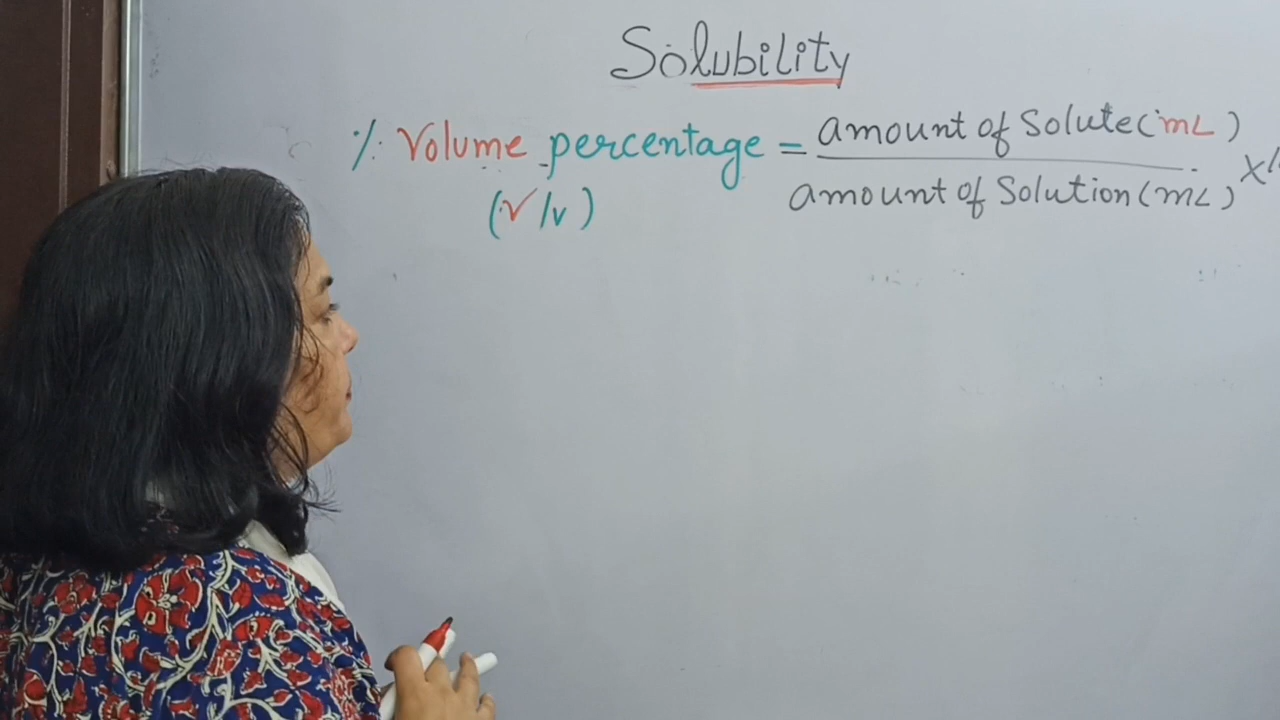 Solubility
% Volume percentage = amount of Solute (mL)
amount of Solution (mL) ×
(V/v)